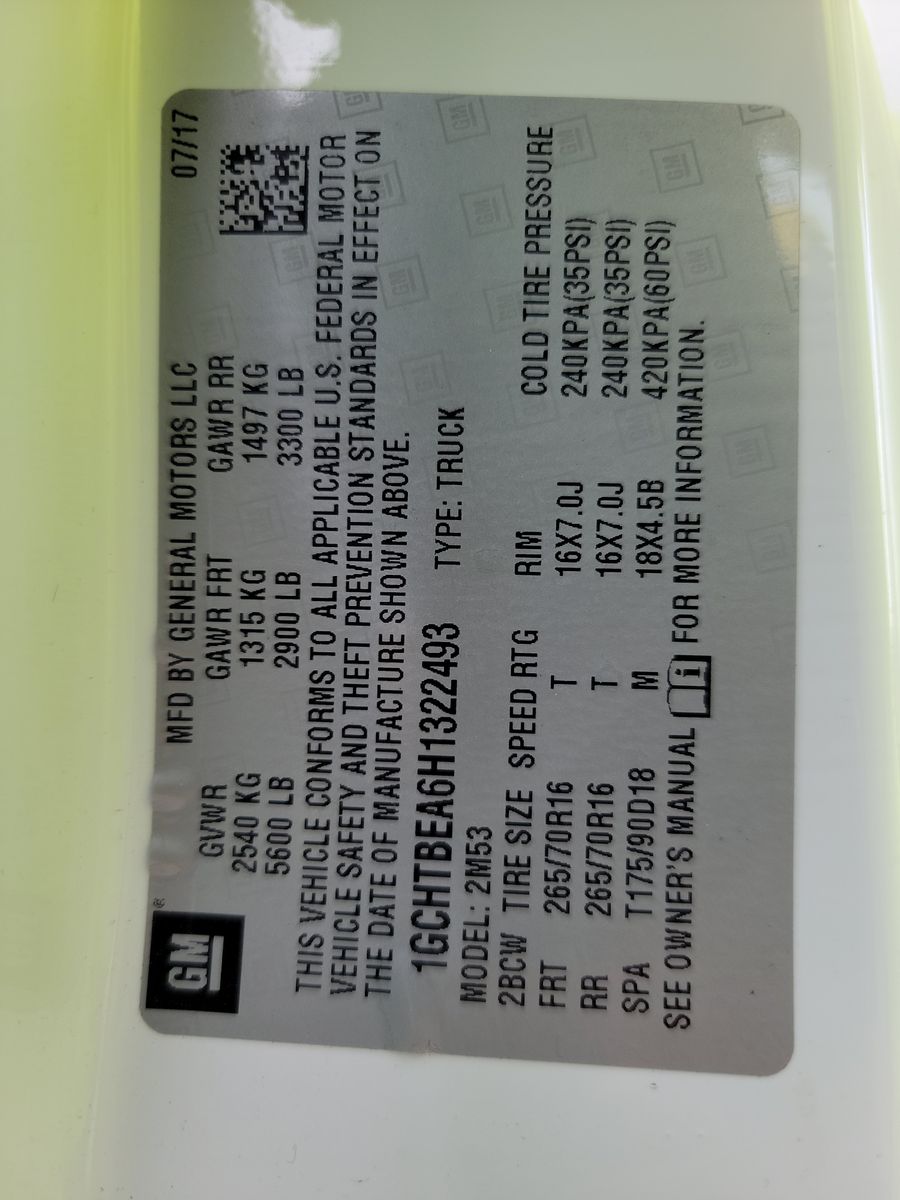 GM ®
MFD BY GENERAL MOTORS LLC 07/17
GVWR GAWR FRT GAWR RR
2540 KG 1315 KG 1497 KG
5600 LB 2900 LB 3300 LB
THIS VEHICLE CONFORMS TO ALL APPLICABLE U.S. FEDERAL MOTOR
VEHICLE SAFETY AND THEFT PREVENTION STANDARDS IN EFFECT ON
THE DATE OF MANUFACTURE SHOWN ABOVE.
1GCHTBEA6H1322493 TYPE: TRUCK
MODEL: 2M53
2BCW TIRE SIZE SPEED RTG RIM COLD TIRE PRESSURE
FRT 265/70R16 T 16X7.0J 240KPA(35PSI)
RR 265/70R16 T 16X7.0J 240KPA(35PSI)
SPA T175/90D18 M 18X4.5B 420KPA(60PSI)
SEE OWNER'S MANUAL i FOR MORE INFORMATION.